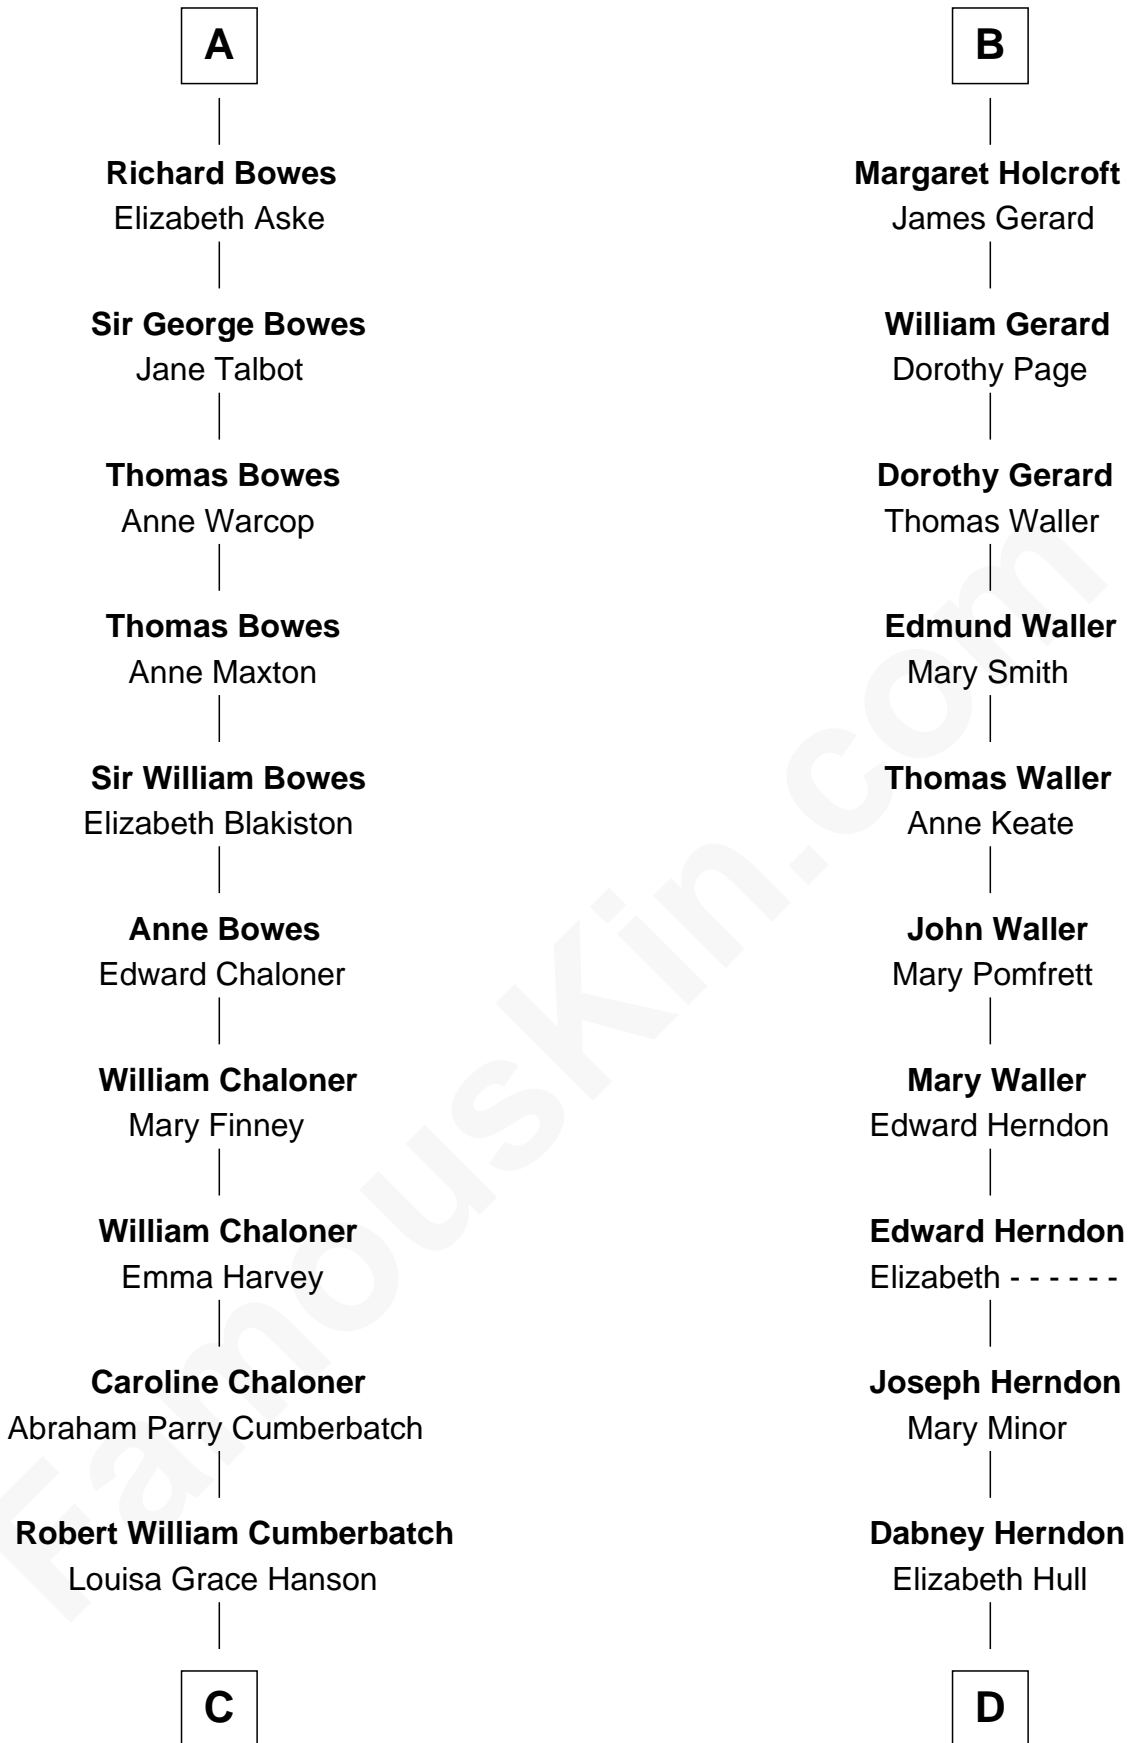 A
Richard Bowes
Elizabeth Aske
Sir George Bowes
Jane Talbot
Thomas Bowes
Anne Warcop
Thomas Bowes
Anne Maxton
Sir William Bowes
Elizabeth Blakiston
Anne Bowes
Edward Chaloner
William Chaloner
Mary Finney
William Chaloner
Emma Harvey
Caroline Chaloner
Abraham Parry Cumberbatch
Robert William Cumberbatch
Louisa Grace Hanson
C
B
Margaret Holcroft
James Gerard
William Gerard
Dorothy Page
Dorothy Gerard
Thomas Waller
Edmund Waller
Mary Smith
Thomas Waller
Anne Keate
John Waller
Mary Pomfrett
Mary Waller
Edward Herndon
Edward Herndon
Elizabeth - - - - - -
Joseph Herndon
Mary Minor
Dabney Herndon
Elizabeth Hull
D
FamousKin.com